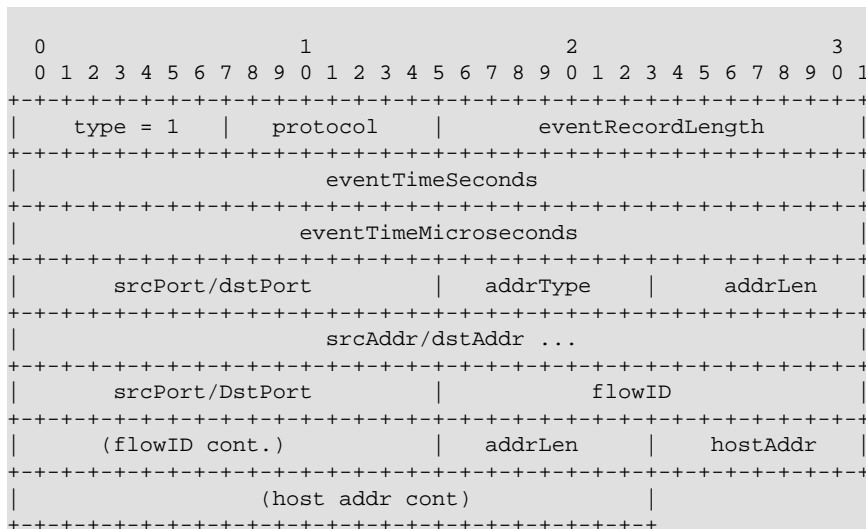 0                   1                   2                   3
 0 1 2 3 4 5 6 7 8 9 0 1 2 3 4 5 6 7 8 9 0 1 2 3 4 5 6 7 8 9 0 1
+-+-+-+-+-+-+-+-+-+-+-+-+-+-+-+-+-+-+-+-+-+-+-+-+-+-+-+-+-+-+-+-+
|    type = 1   |   protocol    |       eventRecordLength       |
+-+-+-+-+-+-+-+-+-+-+-+-+-+-+-+-+-+-+-+-+-+-+-+-+-+-+-+-+-+-+-+-+
|                       eventTimeSeconds                        |
+-+-+-+-+-+-+-+-+-+-+-+-+-+-+-+-+-+-+-+-+-+-+-+-+-+-+-+-+-+-+-+-+
|                     eventTimeMicroseconds                     |
+-+-+-+-+-+-+-+-+-+-+-+-+-+-+-+-+-+-+-+-+-+-+-+-+-+-+-+-+-+-+-+-+
|       srcPort/dstPort         |   addrType    |     addrLen   |
+-+-+-+-+-+-+-+-+-+-+-+-+-+-+-+-+-+-+-+-+-+-+-+-+-+-+-+-+-+-+-+-+
|                       srcAddr/dstAddr ...                     |
+-+-+-+-+-+-+-+-+-+-+-+-+-+-+-+-+-+-+-+-+-+-+-+-+-+-+-+-+-+-+-+-+
|       srcPort/DstPort         |           flowID              |
+-+-+-+-+-+-+-+-+-+-+-+-+-+-+-+-+-+-+-+-+-+-+-+-+-+-+-+-+-+-+-+-+
|      (flowID cont.)           |   addrLen     |    hostAddr   |
+-+-+-+-+-+-+-+-+-+-+-+-+-+-+-+-+-+-+-+-+-+-+-+-+-+-+-+-+-+-+-+-+
|                  (host addr cont)             |
+-+-+-+-+-+-+-+-+-+-+-+-+-+-+-+-+-+-+-+-+-+-+-+-+